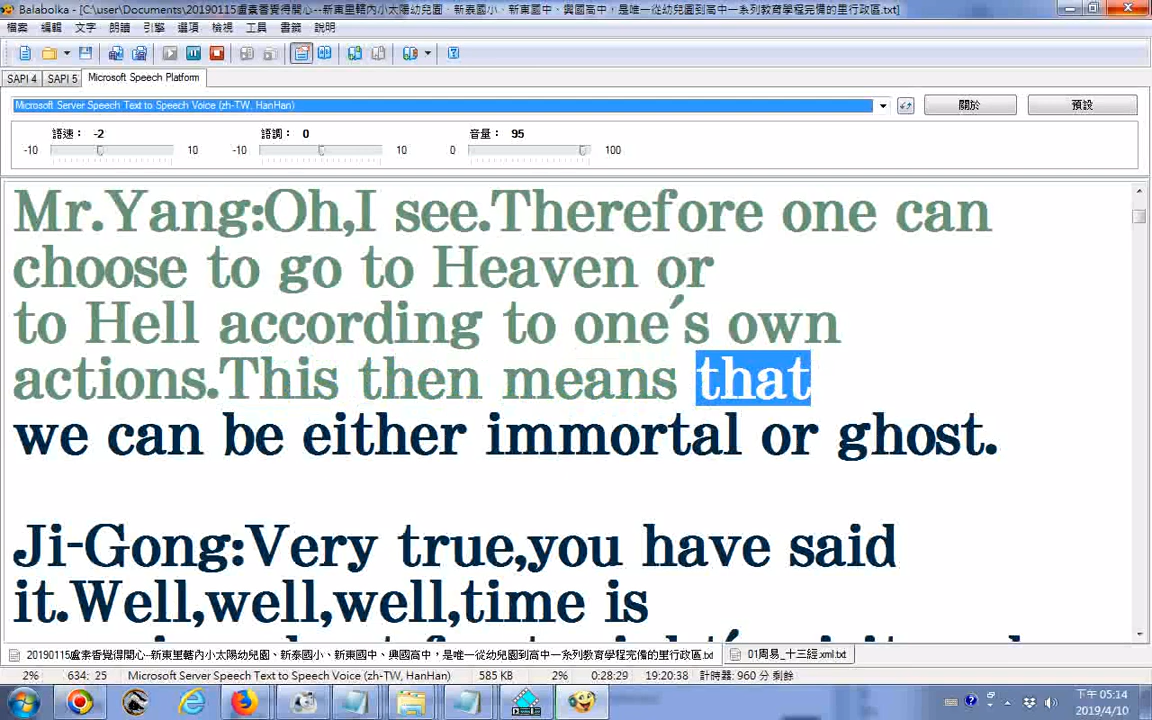 Balabolka - [C:\user\Documents\20190115盧素香覺得開心--新東里轄內小太陽幼兒園、新泰國小、新東國中、興國高中，是唯一從幼兒園到高中一系列教育學程完備的里行政區.txt]
檔案 編輯 文字 朗讀 引擎 選項 檢視 工具 書籤 說明
SAPI 4 SAPI 5 Microsoft Speech Platform
Microsoft Server Speech Text to Speech Voice (zh-TW, HanHan) 關於 預設
語速： -2 語調： 0 音量： 95
-10 10 -10 10 0 100
Mr.Yang:Oh,I see.Therefore one can
choose to go to Heaven or
to Hell according to one´s own
actions.This then means that
we can be either immortal or ghost.
Ji-Gong:Very true,you have said
it.Well,well,well,time is
20190115盧素香覺得開心--新東里轄內小太陽幼兒園、新泰國小、新東國中、興國高中，是唯一從幼兒園到高中一系列教育學程完備的里行政區.txt 01周易_十三經.xml.txt
2% 634: 25 Microsoft Server Speech Text to Speech Voice (zh-TW, HanHan) 585 KB 2% 0:28:29 19:20:38 計時器: 960 分 剩餘
下午 05:14
2019/4/10